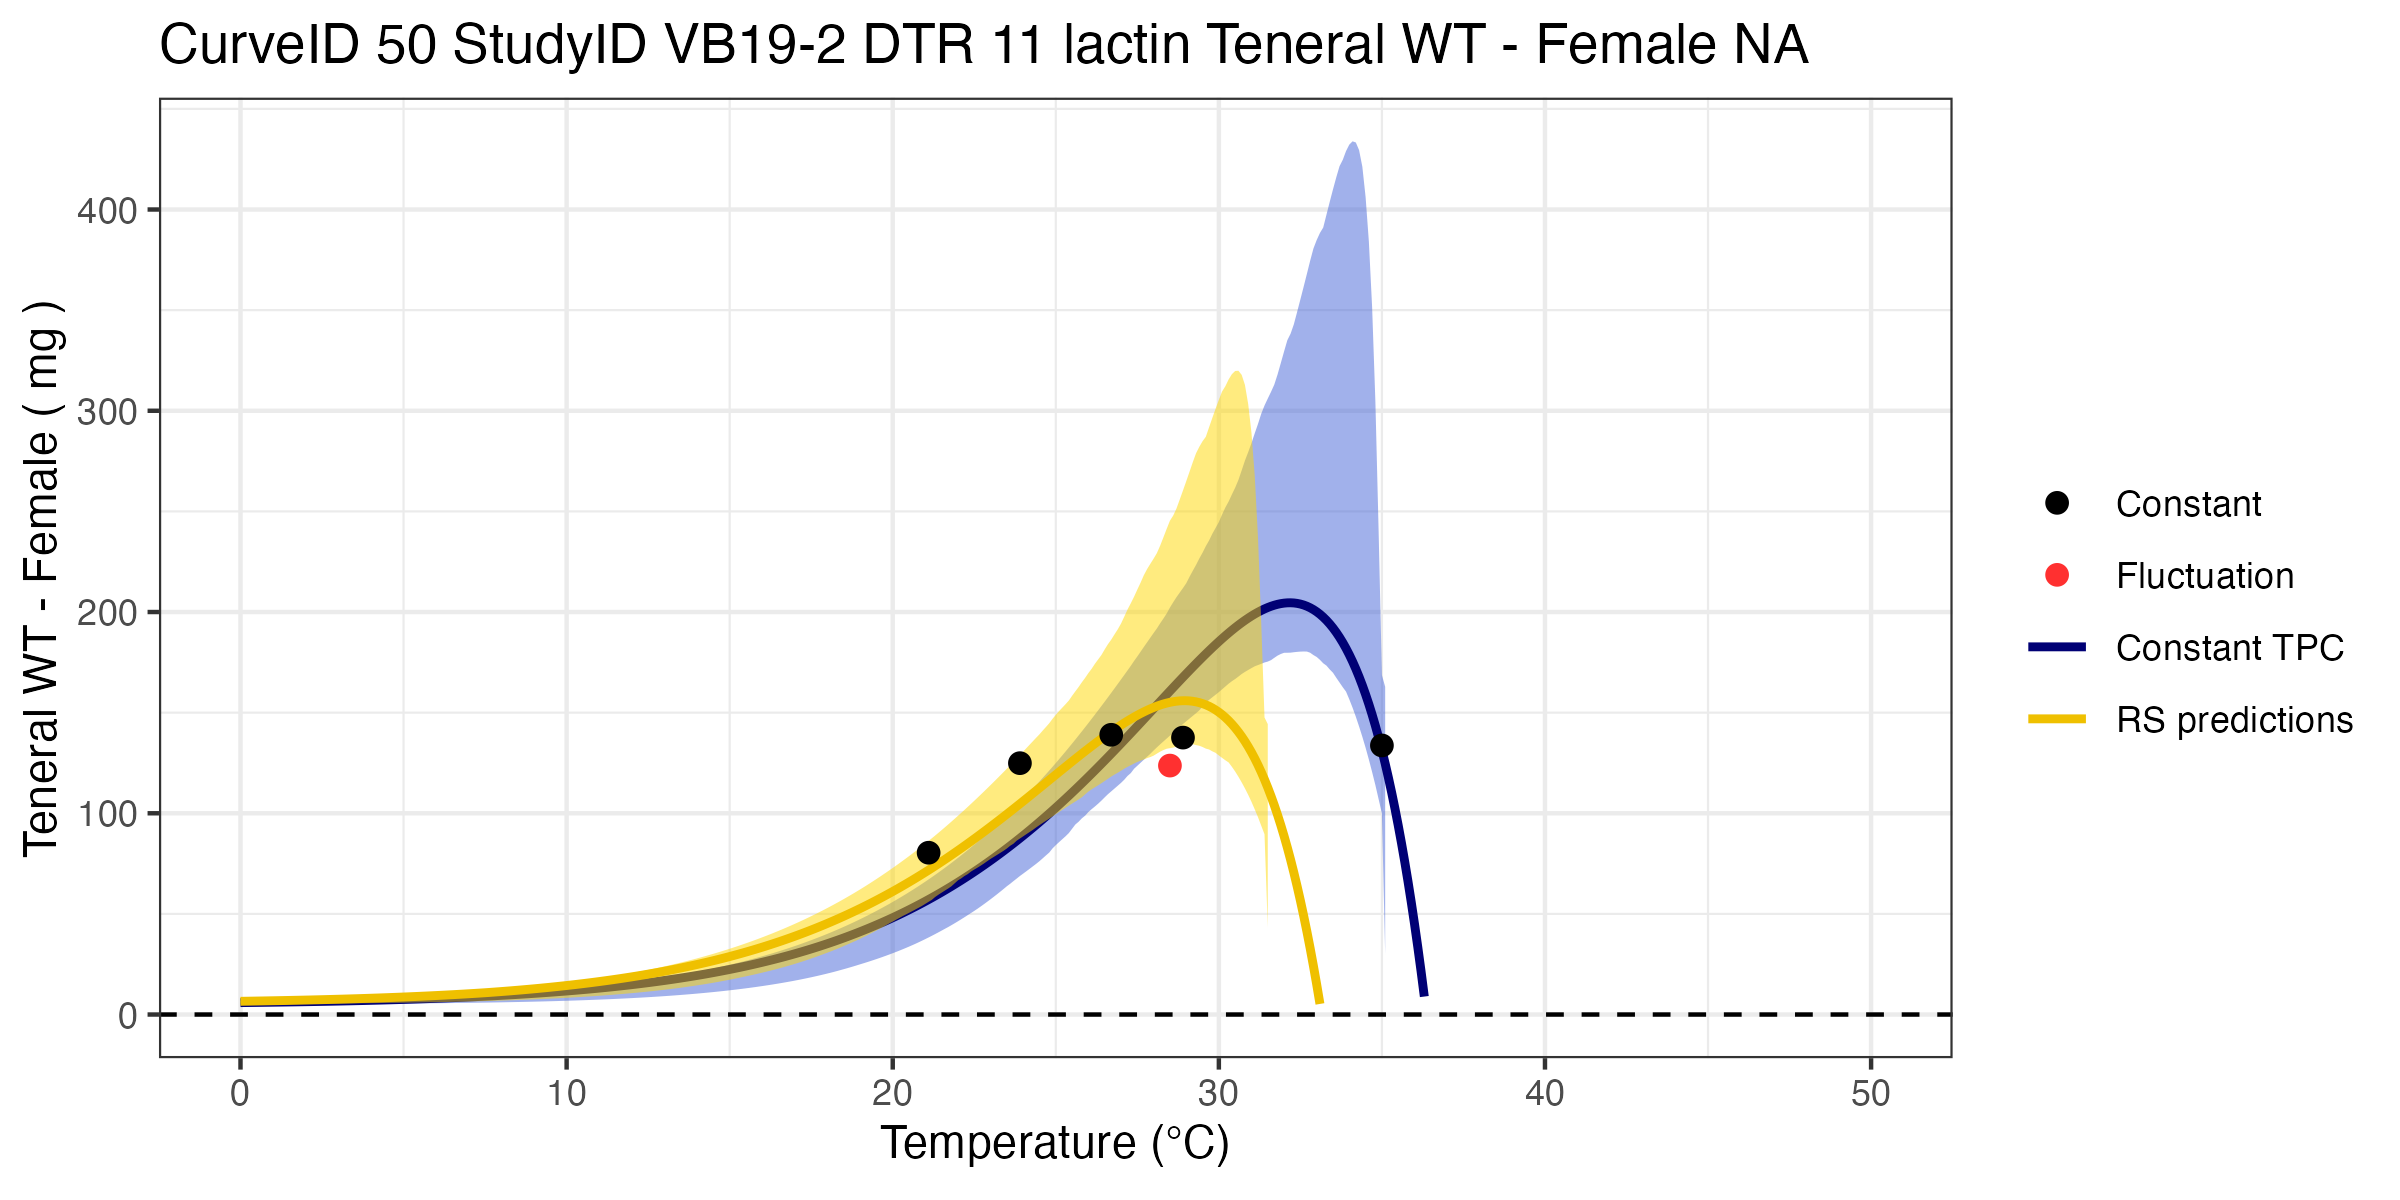 CurveID 50 StudyID VB19-2 DTR 11 lactin Teneral WT - Female NA
Teneral WT - Female ( mg )
400
300
200
100
0
0 10 20 30 40 50
Temperature (°C)
Constant
Fluctuation
Constant TPC
RS predictions